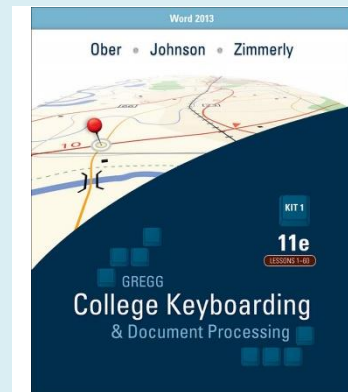 Word 2013
Ober • Johnson • Zimmerly
10
KIT 1
11e
LESSONS 1-60
GREGG
College Keyboarding
& Document Processing